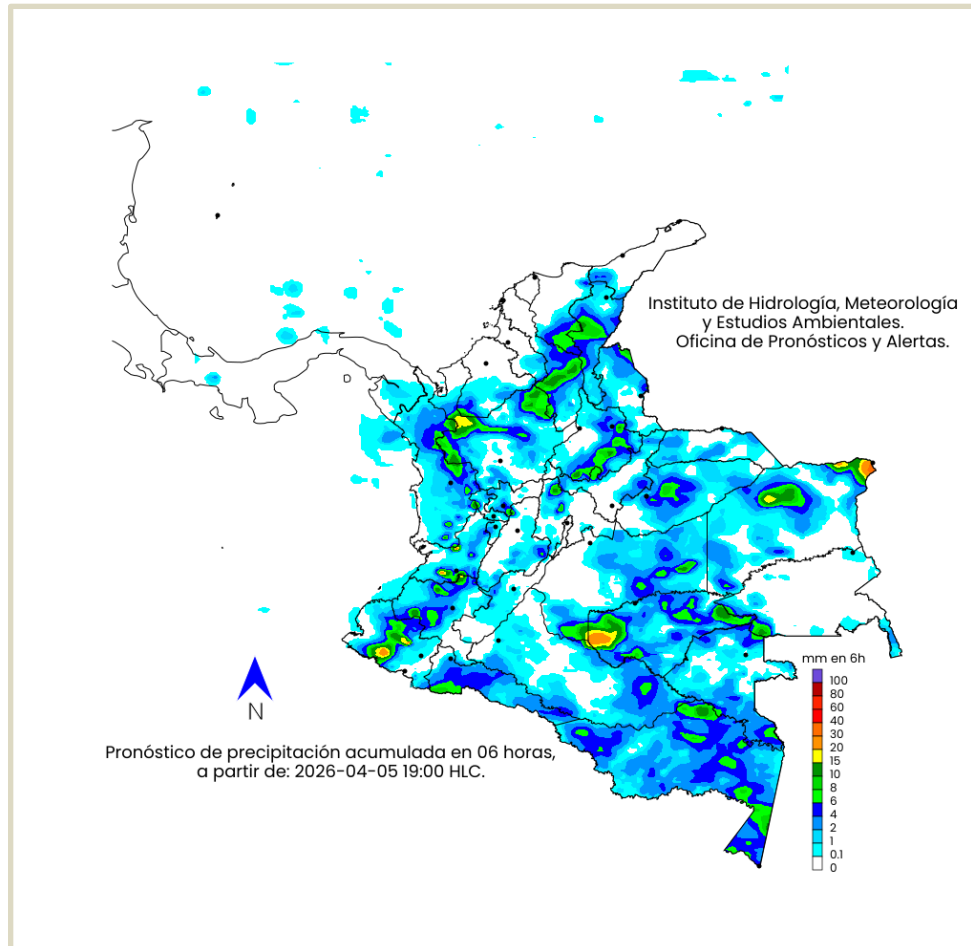 Instituto de Hidrología, Meteorología
y Estudios Ambientales.
Oficina de Pronósticos y Alertas.
mm en 6h
100
80
60
40
30
20
15
10
8
6
4
2
1
0.1
0
N
Pronóstico de precipitación acumulada en 06 horas,
a partir de: 2026-04-05 19:00 HLC.